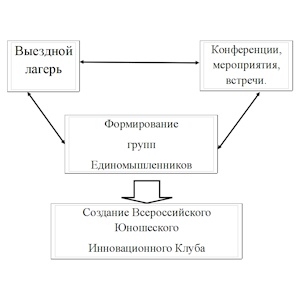 Выездной
лагерь
Конференции,
мероприятия,
встречи.
Формирование
групп
Единомышленников
Создание Всероссийского
Юношеского
Инновационного Клуба